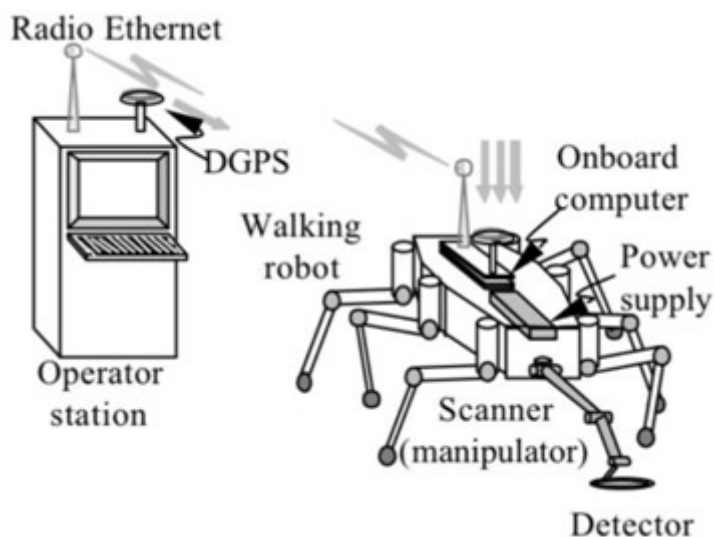 Radio Ethernet
DGPS
Onboard
computer
Walking
robot
Power
supply
Operator
station
Scanner
(manipulator)
Detector